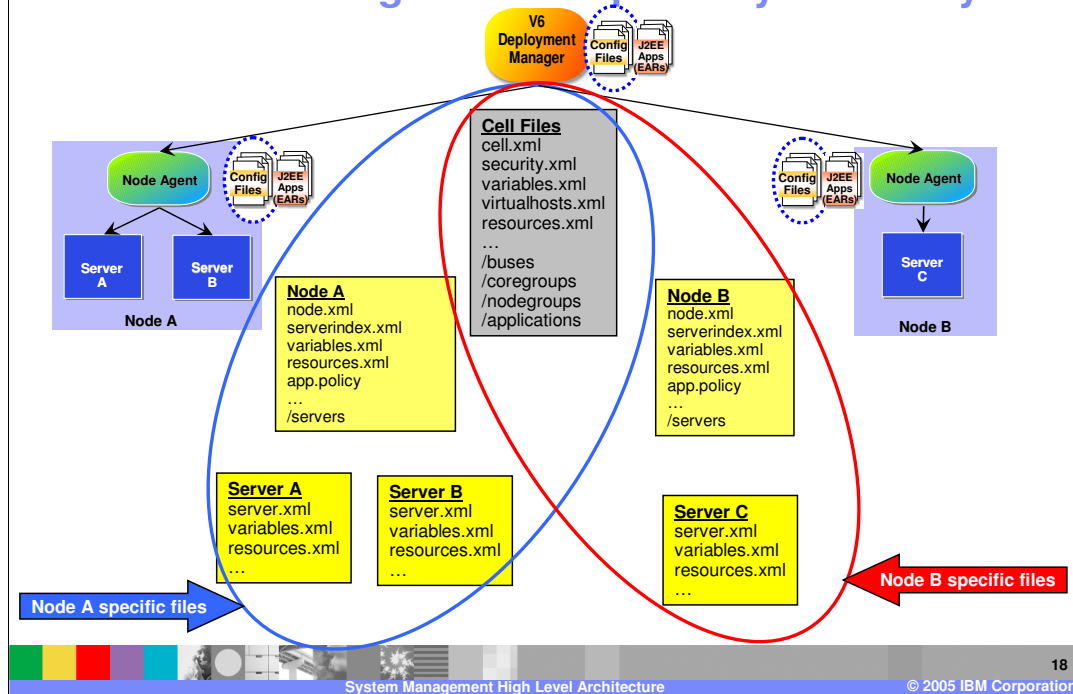 V6
Deployment
Manager
Config
Files
J2EE
Apps
(EARs)
Cell Files
cell.xml
security.xml
variables.xml
virtualhosts.xml
resources.xml
…
/buses
/coregroups
/nodegroups
/applications
Node Agent
Config
Files
J2EE
Apps
(EARs)
Server
A
Server
B
Node A
Config
Files
J2EE
Apps
(EARs)
Node Agent
Server
C
Node B
Node A
node.xml
serverindex.xml
variables.xml
resources.xml
app.policy
…
/servers
Node B
node.xml
serverindex.xml
variables.xml
resources.xml
app.policy
…
/servers
Server A
server.xml
variables.xml
resources.xml
…
Server B
server.xml
variables.xml
resources.xml
…
Server C
server.xml
variables.xml
resources.xml
…
Node A specific files
Node B specific files
18
System Management High Level Architecture
© 2005 IBM Corporation